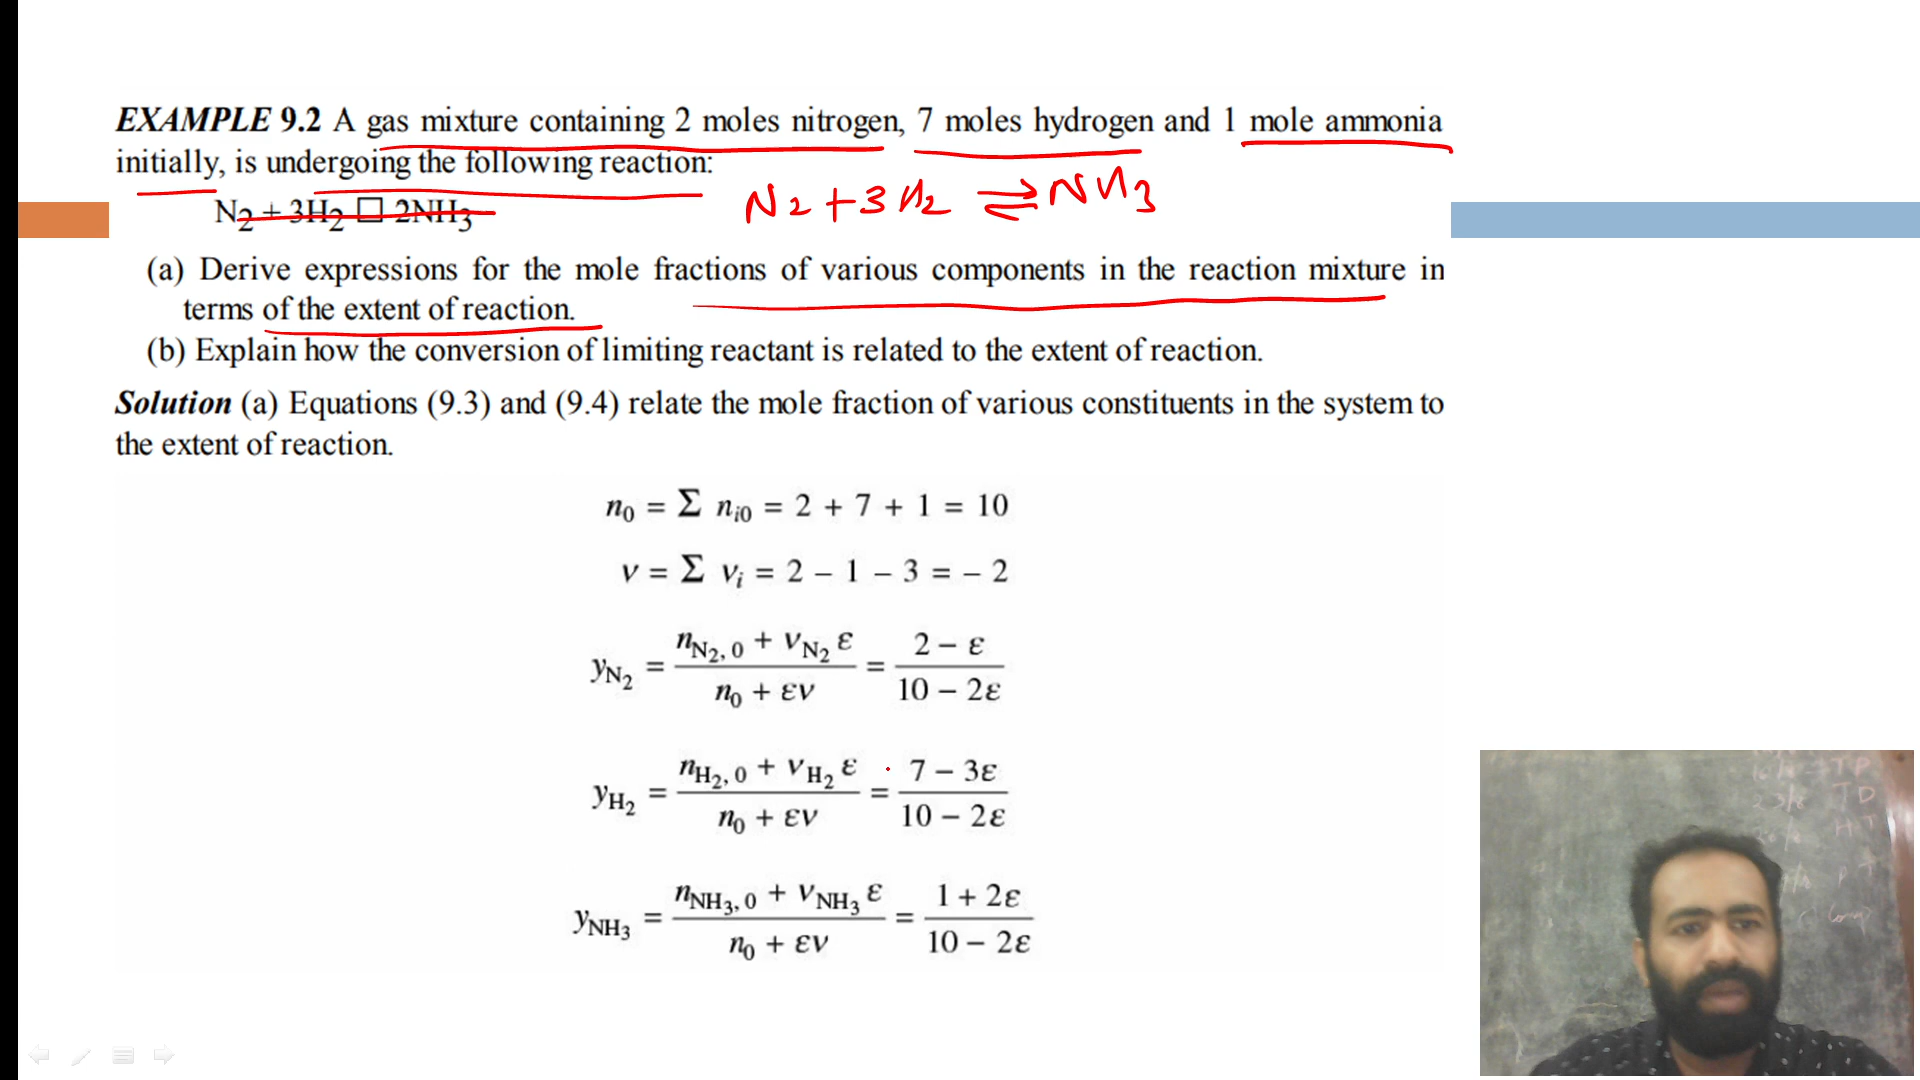 EXAMPLE 9.2 A gas mixture containing 2 moles nitrogen, 7 moles hydrogen and 1 mole ammonia
initially, is undergoing the following reaction:
N2 + 3H2 □ 2NH3
N2 + 3H2 ⇌ NH3
(a) Derive expressions for the mole fractions of various components in the reaction mixture in
terms of the extent of reaction.
(b) Explain how the conversion of limiting reactant is related to the extent of reaction.
Solution (a) Equations (9.3) and (9.4) relate the mole fraction of various constituents in the system to
the extent of reaction.
n0 = Σ ni0 = 2 + 7 + 1 = 10
ν = Σ νi = 2 − 1 − 3 = − 2
yN2 = (nN2, 0 + νN2 ε) / (n0 + εν) = (2 − ε) / (10 − 2ε)
yH2 = (nH2, 0 + νH2 ε) / (n0 + εν) = (7 − 3ε) / (10 − 2ε)
yNH3 = (nNH3, 0 + νNH3 ε) / (n0 + εν) = (1 + 2ε) / (10 − 2ε)
TP
TD
HT